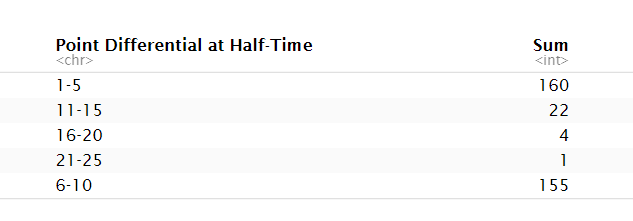 Point Differential at Half-Time Sum
<chr> <int>
1-5 160
11-15 22
16-20 4
21-25 1
6-10 155